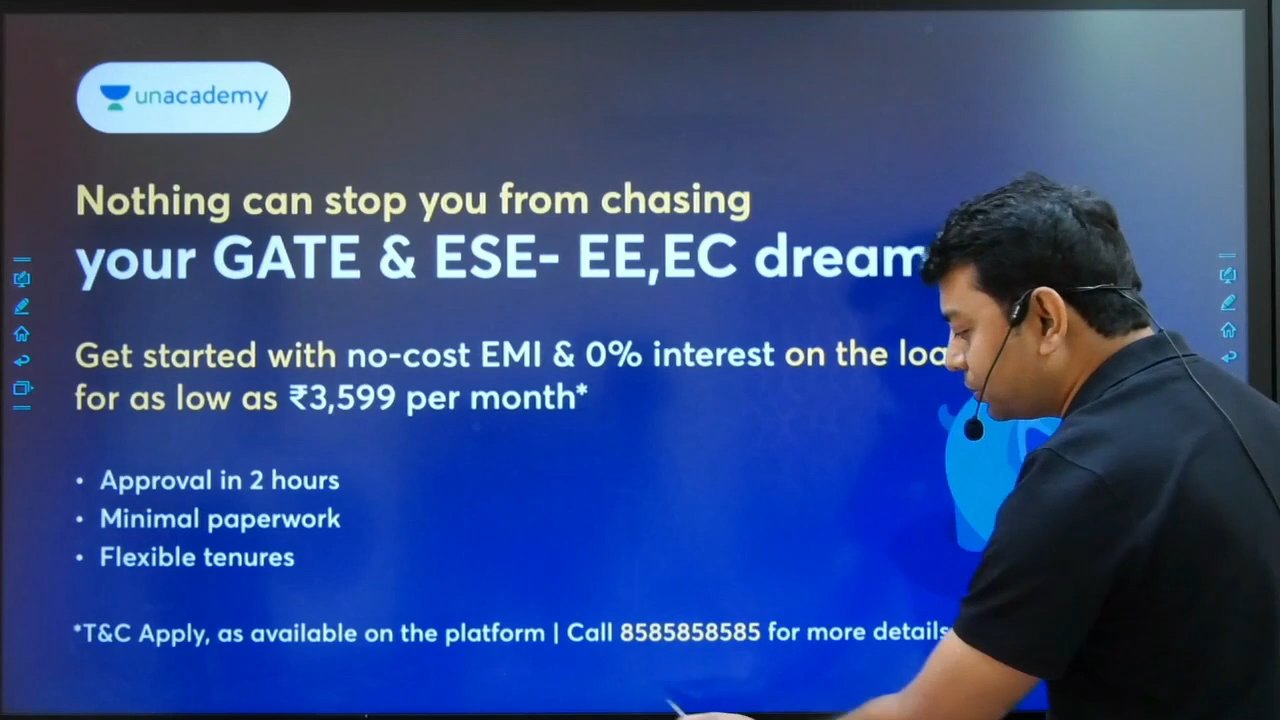 unacademy
Nothing can stop you from chasing
your GATE & ESE- EE,EC dream
Get started with no-cost EMI & 0% interest on the
for as low as ₹3,599 per month*
• Approval in 2 hours
• Minimal paperwork
• Flexible tenures
*T&C Apply, as available on the platform | Call 8585858585 for more details